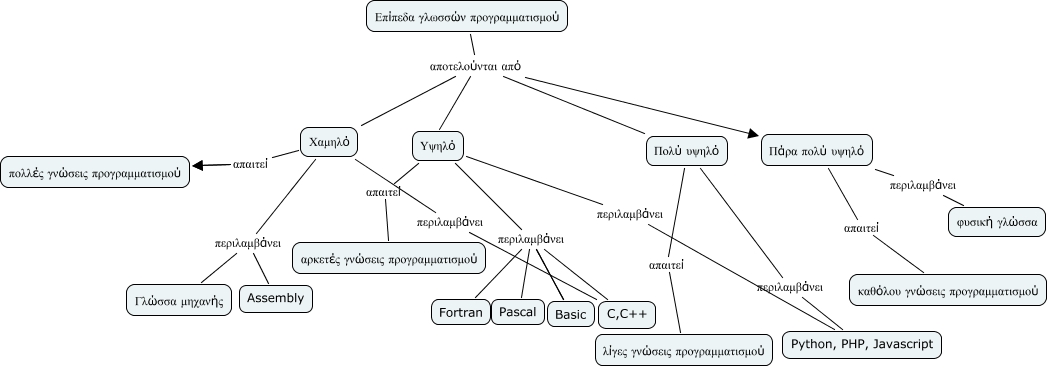 Επίπεδα γλωσσών προγραμματισμού
αποτελούνται από
Χαμηλό
Υψηλό
Πολύ υψηλό
Πάρα πολύ υψηλό
πολλές γνώσεις προγραμματισμού
απαιτεί
απαιτεί
περιλαμβάνει
περιλαμβάνει
περιλαμβάνει
φυσική γλώσσα
περιλαμβάνει
περιλαμβάνει
απαιτεί
αρκετές γνώσεις προγραμματισμού
απαιτεί
περιλαμβάνει
καθόλου γνώσεις προγραμματισμού
Γλώσσα μηχανής
Assembly
Fortran
Pascal
Basic
C,C++
λίγες γνώσεις προγραμματισμού
Python, PHP, Javascript